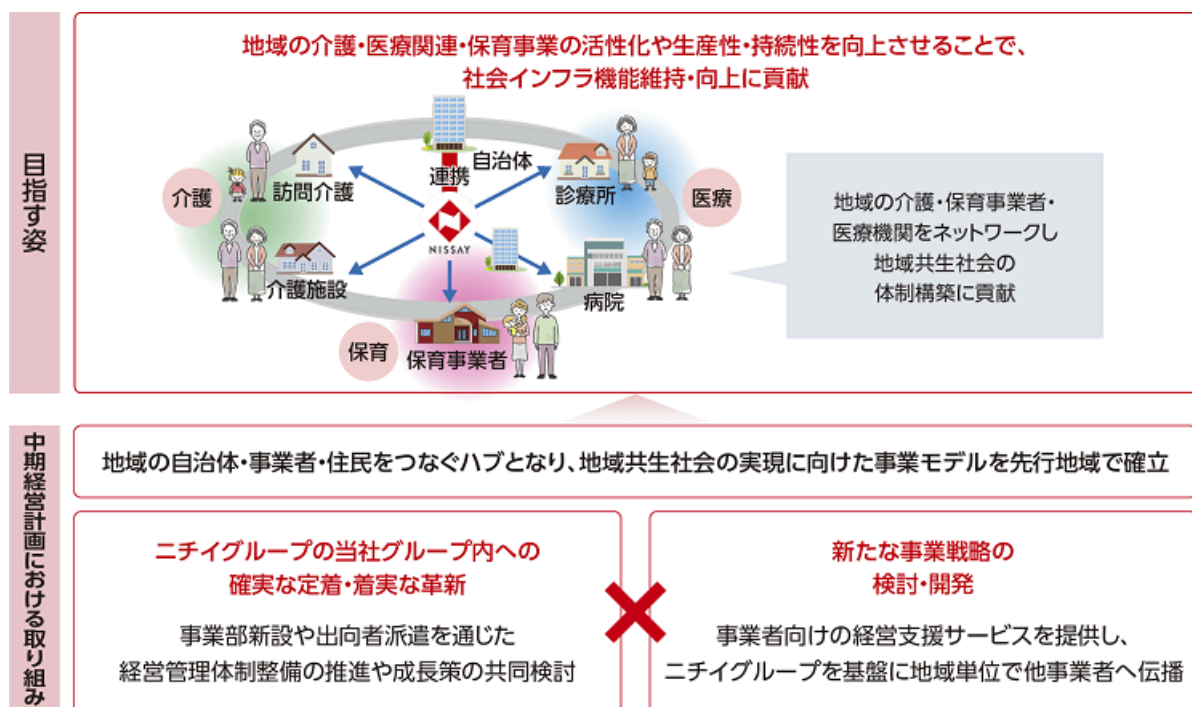 目指す姿
地域の介護・医療関連・保育事業の活性化や生産性・持続性を向上させることで、
社会インフラ機能維持・向上に貢献
自治体
連携
介護
訪問介護
診療所
医療
NISSAY
介護施設
病院
保育
保育事業者
地域の介護・保育事業者・
医療機関をネットワークし
地域共生社会の
体制構築に貢献
中期経営計画における取り組み
地域の自治体・事業者・住民をつなぐハブとなり、地域共生社会の実現に向けた事業モデルを先行地域で確立
ニチイグループの当社グループ内への
確実な定着・着実な革新
事業部新設や出向者派遣を通じた
経営管理体制整備の推進や成長策の共同検討
新たな事業戦略の
検討・開発
事業者向けの経営支援サービスを提供し、
ニチイグループを基盤に地域単位で他事業者へ伝播